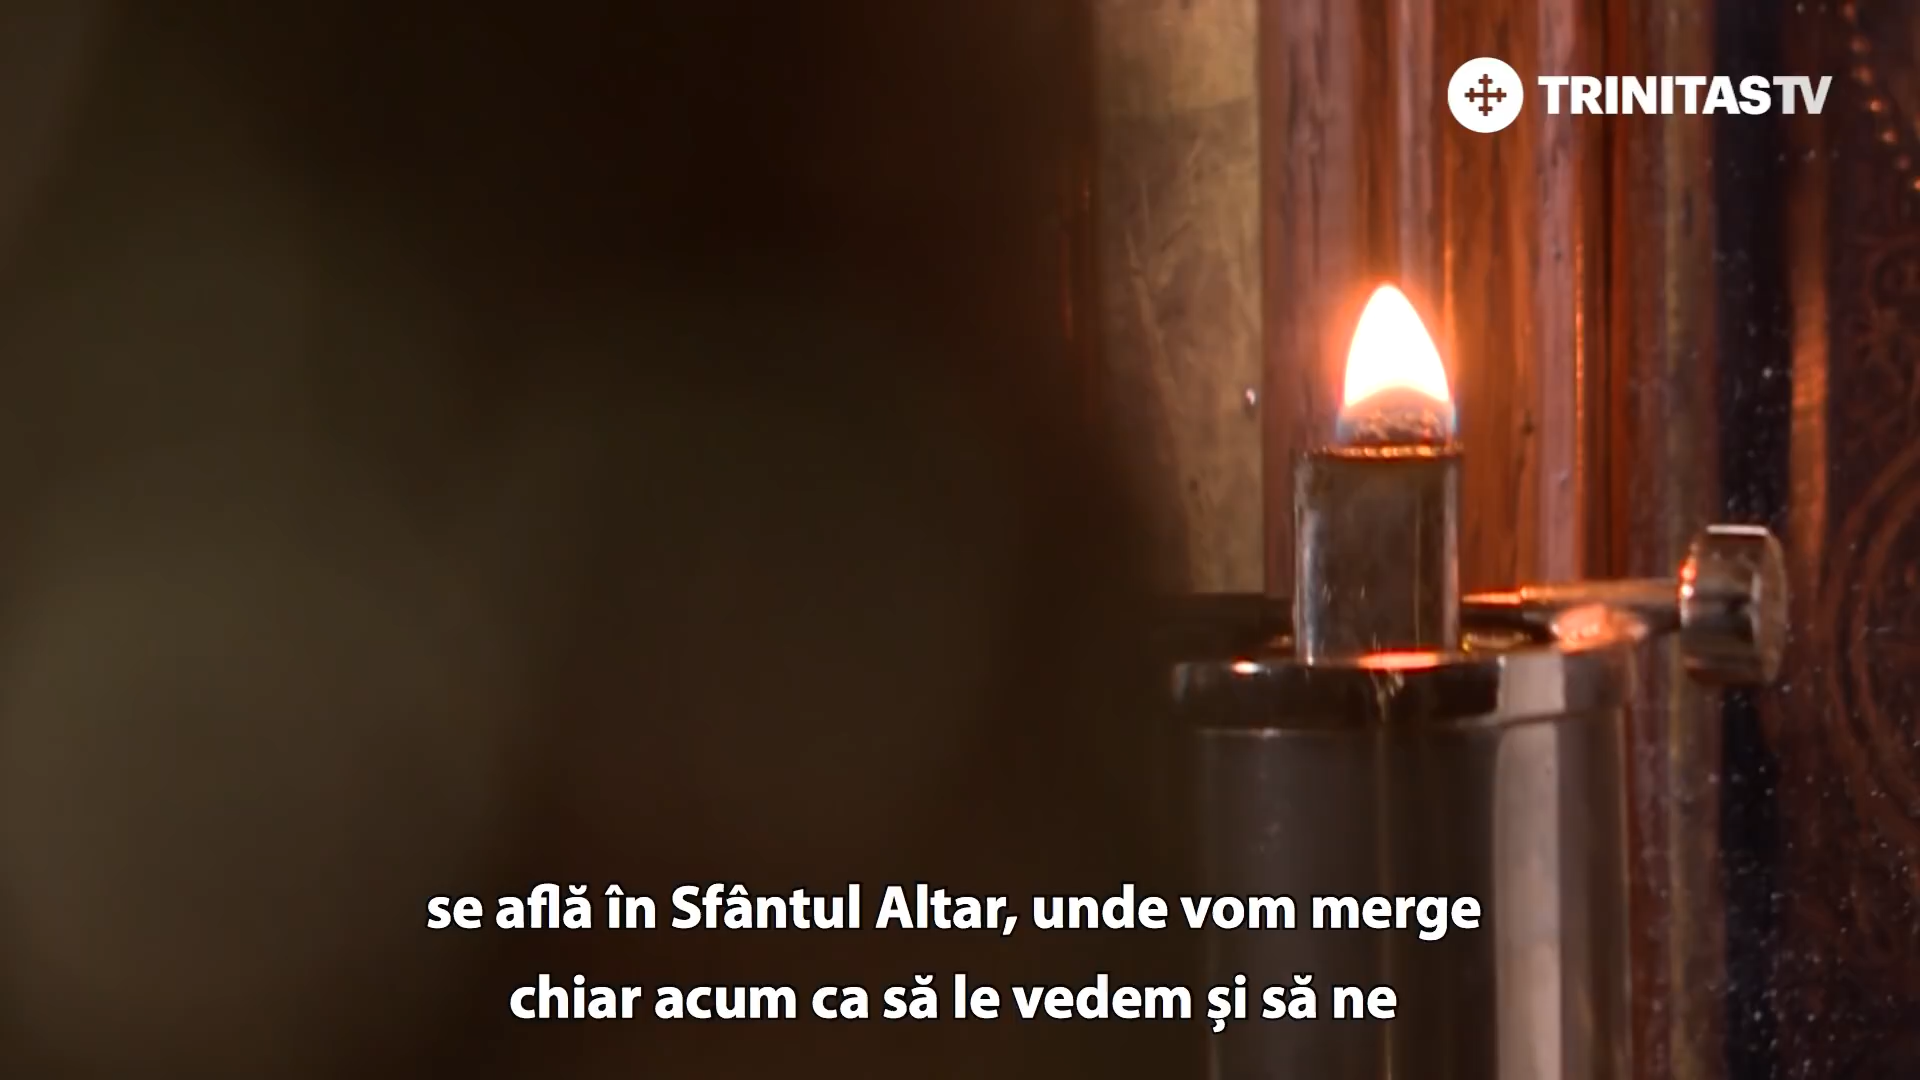 TRINITASTV
se află în Sfântul Altar, unde vom merge
chiar acum ca să le vedem și să ne